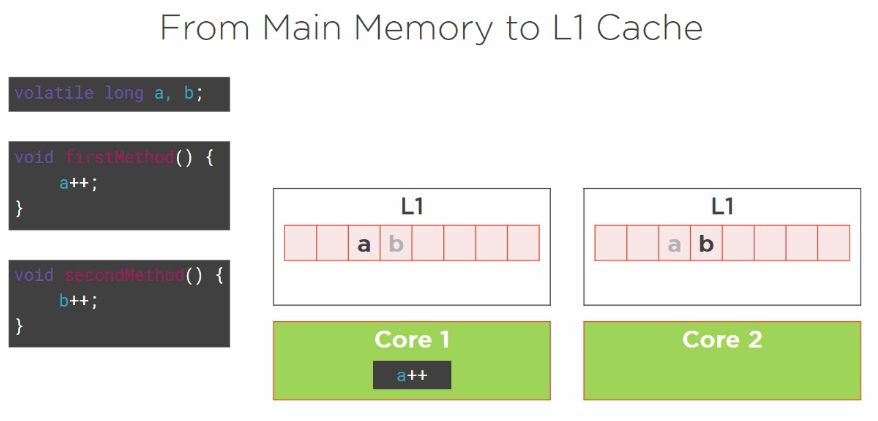 From Main Memory to L1 Cache
volatile long a, b;
void firstMethod() {
    a++;
}
void secondMethod() {
    b++;
}
L1
a b
Core 1
a++
L1
a b
Core 2